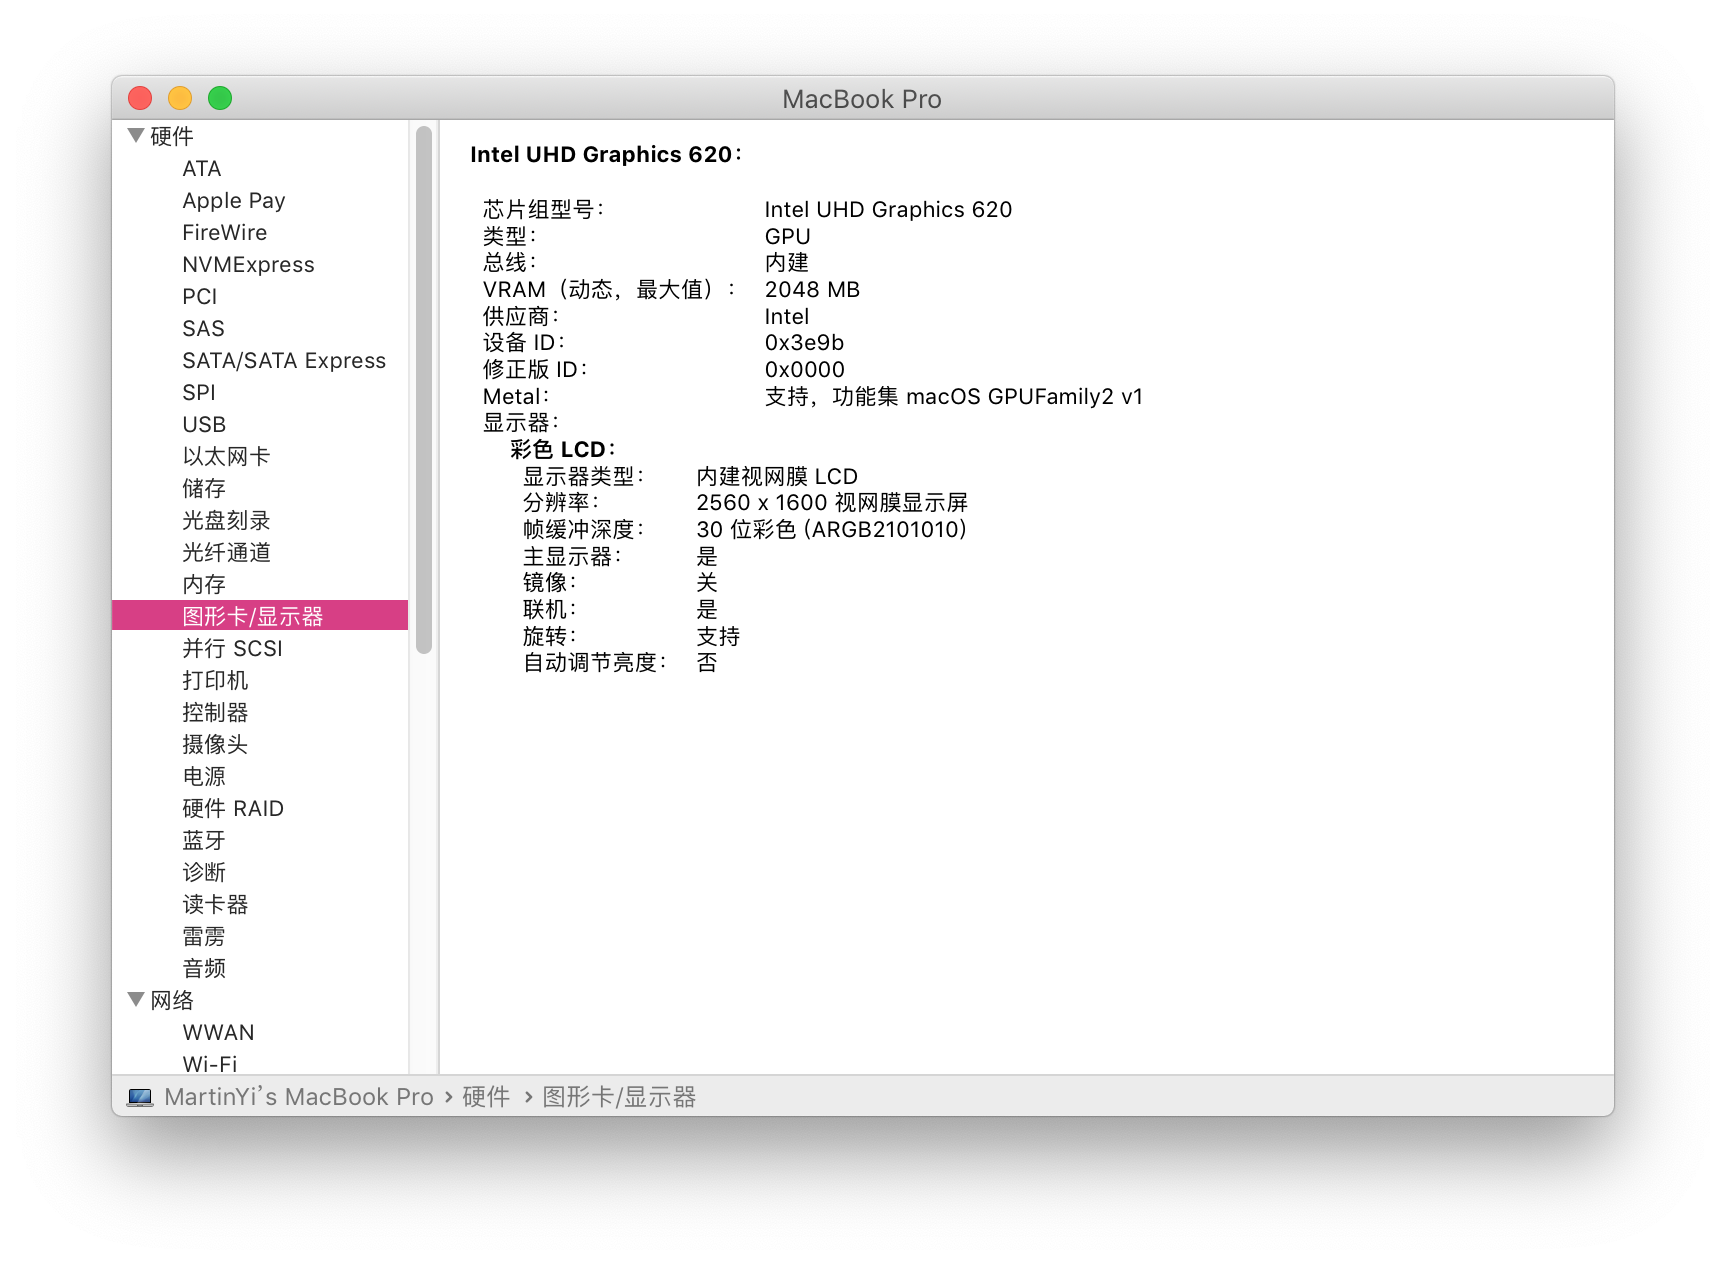 MacBook Pro
硬件
ATA
Apple Pay
FireWire
NVMExpress
PCI
SAS
SATA/SATA Express
SPI
USB
以太网卡
储存
光盘刻录
光纤通道
内存
图形卡/显示器
并行 SCSI
打印机
控制器
摄像头
电源
硬件 RAID
蓝牙
诊断
读卡器
雷雳
音频
网络
WWAN
Wi-Fi
Intel UHD Graphics 620：
芯片组型号： Intel UHD Graphics 620
类型： GPU
总线： 内建
VRAM（动态，最大值）： 2048 MB
供应商： Intel
设备 ID： 0x3e9b
修正版 ID： 0x0000
Metal： 支持，功能集 macOS GPUFamily2 v1
显示器：
彩色 LCD：
显示器类型： 内建视网膜 LCD
分辨率： 2560 x 1600 视网膜显示屏
帧缓冲深度： 30 位彩色 (ARGB2101010)
主显示器： 是
镜像： 关
联机： 是
旋转： 支持
自动调节亮度： 否
MartinYi’s MacBook Pro › 硬件 › 图形卡/显示器